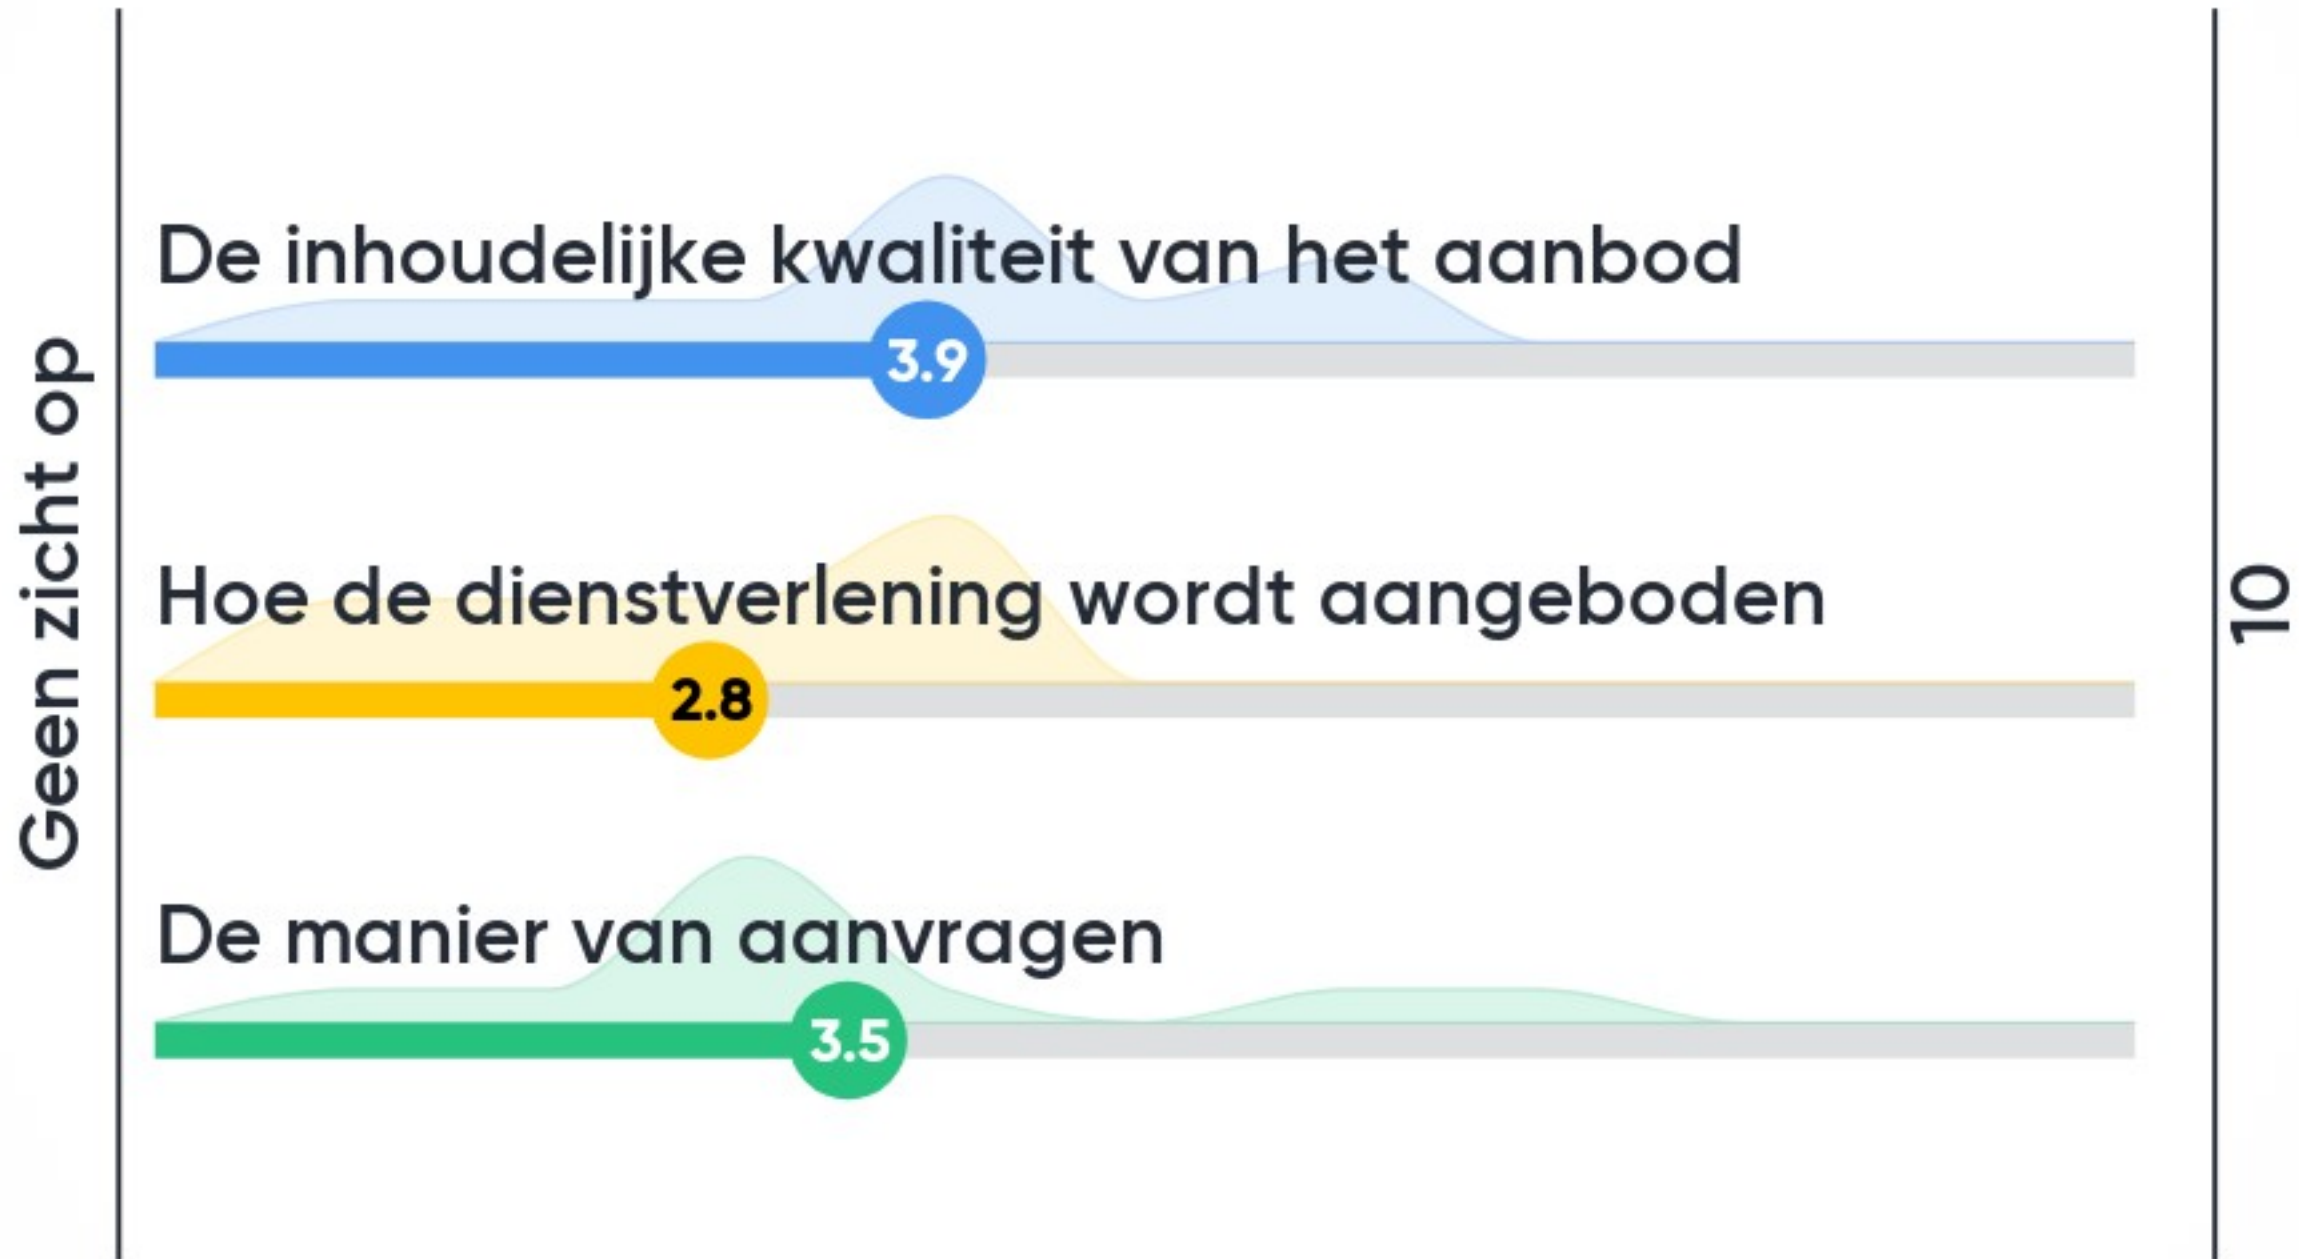 Geen zicht op
De inhoudelijke kwaliteit van het aanbod
3.9
Hoe de dienstverlening wordt aangeboden
2.8
De manier van aanvragen
3.5
10